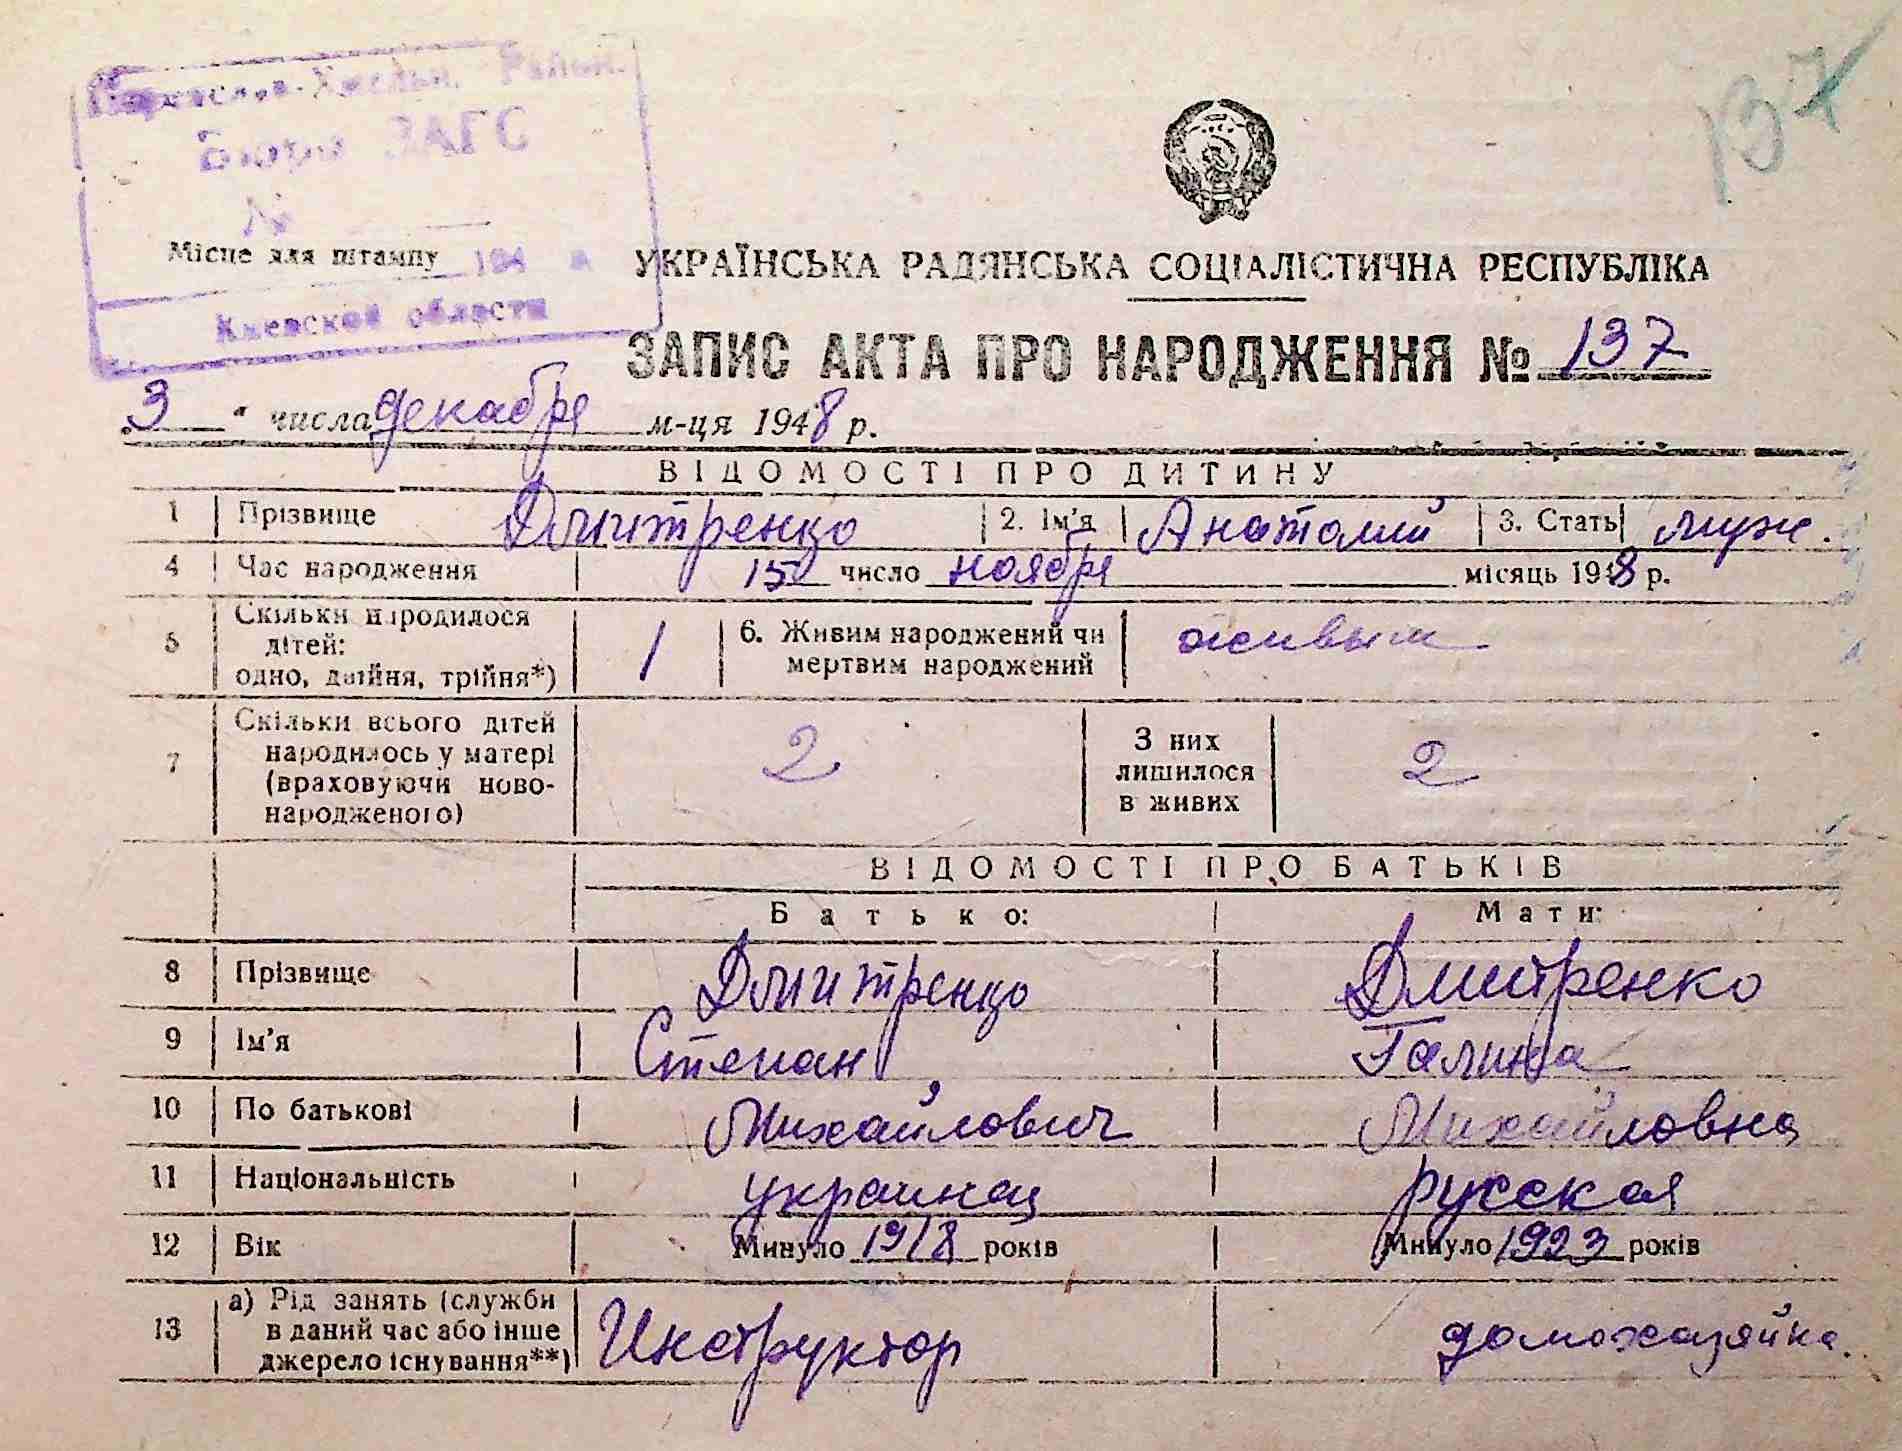 137
Хмельн. Район.
Бюро ЗАГС
№
Місце для штампу 194
Киевской области
УКРАЇНСЬКА РАДЯНСЬКА СОЦІАЛІСТИЧНА РЕСПУБЛІКА
ЗАПИС АКТА ПРО НАРОДЖЕННЯ № 137
„3“ числа декабря м-ця 1948 р.
ВІДОМОСТІ ПРО ДИТИНУ
1 Прізвище Дмитренко 2. Ім'я Анатолий 3. Стать муж.
4 Час народження 15 число ноября місяць 1948 р.
5 Скільки народилося
дітей:
одно, двійня, трійня*) 1 6. Живим народжений чи
мертвим народжений живым
7 Скільки всього дітей
народилось у матері
(враховуючи ново-
народженого) 2 З них
лишилося
в живих 2
ВІДОМОСТІ ПРО БАТЬКІВ
Батько: Мати:
8 Прізвище Дмитренко Дмитренко
9 Ім'я Степан Галина
10 По батькові Михайлович Михайловна
11 Національність украинец русская
12 Вік Минуло 1918 років Минуло 1923 років
13 а) Рід занять (служби
в даний час або інше
джерело існування**) Инструктор домохазяйка.